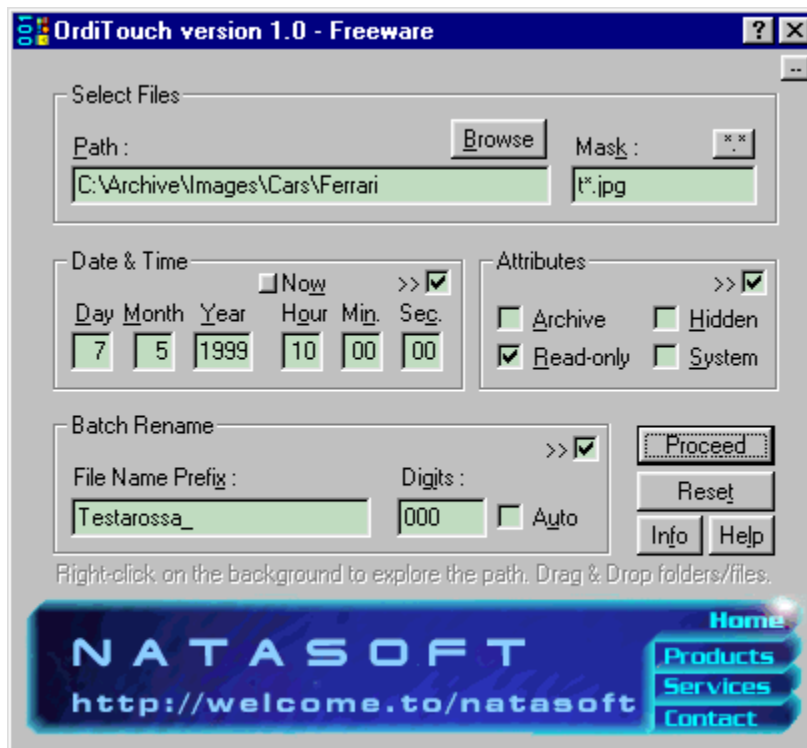 OrdiTouch version 1.0 - Freeware
--
Select Files
Path :
Browse
Mask :
*.*
C:\Archive\Images\Cars\Ferrari
t*.jpg
Date & Time
Now >>
Day Month Year Hour Min. Sec.
7 5 1999 10 00 00
Attributes
>>
Archive Hidden
Read-only System
Batch Rename
>>
File Name Prefix : Digits :
Testarossa_ 000 Auto
Proceed
Reset
Info Help
Right-click on the background to explore the path. Drag & Drop folders/files.
NATASOFT
http://welcome.to/natasoft
Home
Products
Services
Contact